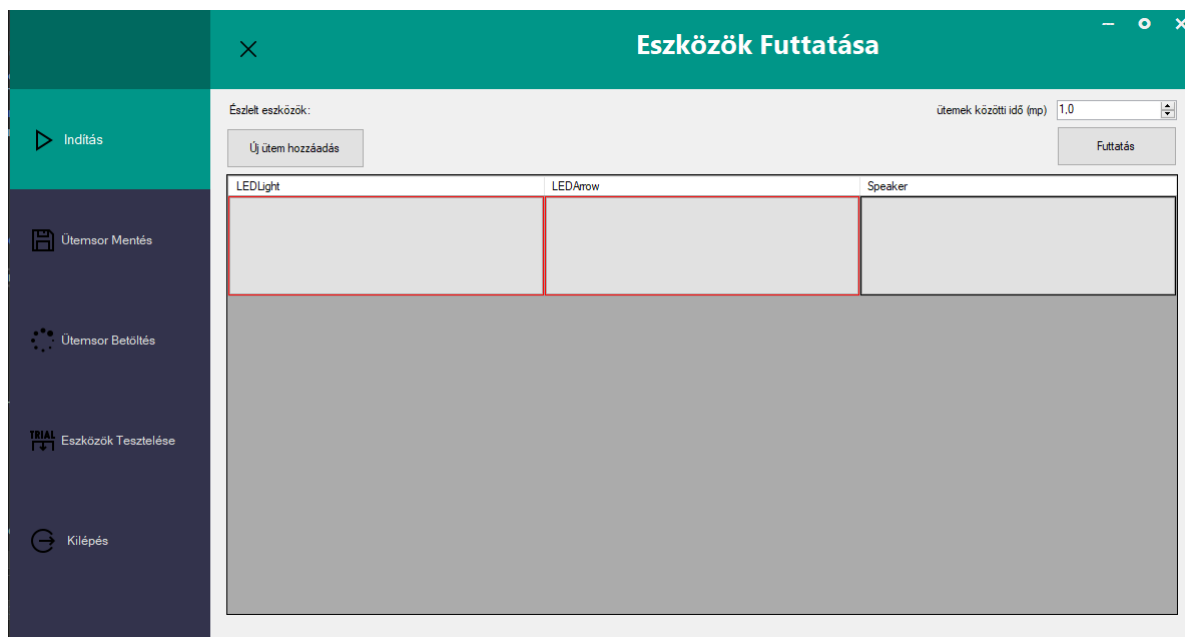 Eszközök Futtatása
Indítás
Ütemsor Mentés
Ütemsor Betöltés
TRIAL
Eszközök Tesztelése
Kilépés
Észlelt eszközök:
ütemek közötti idő (mp) 1,0
Új ütem hozzáadás
Futtatás
LEDLight LEDArrow Speaker